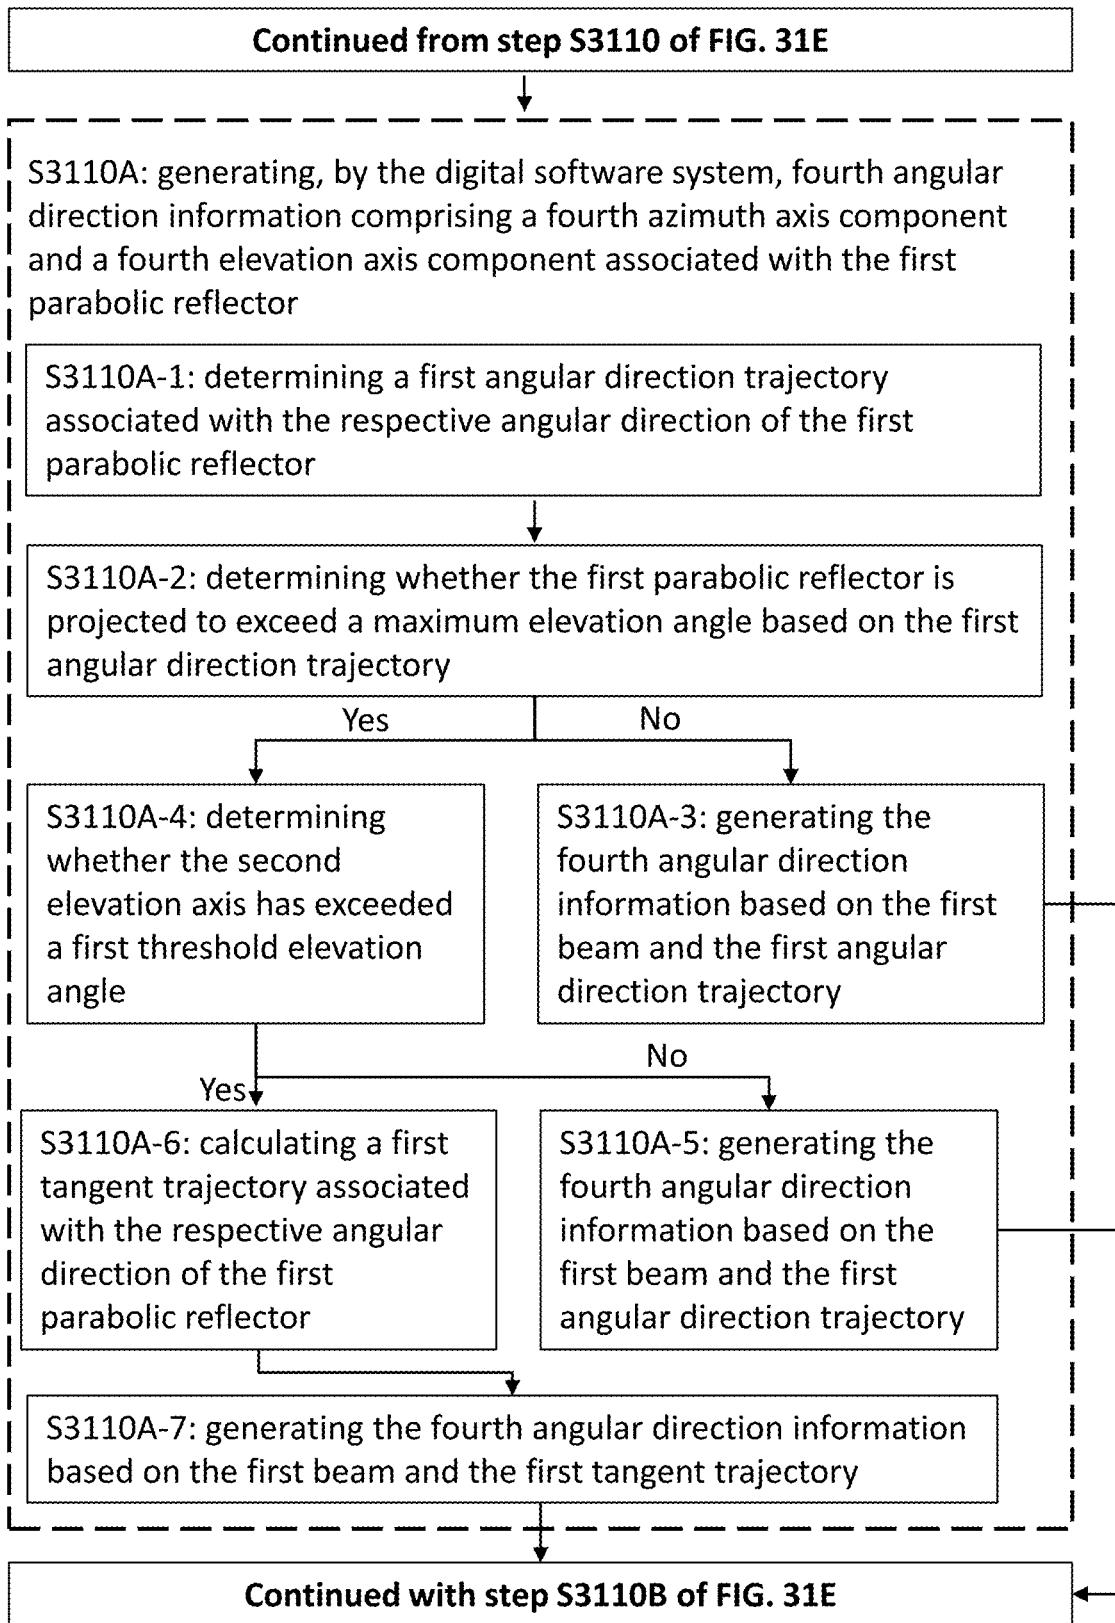 Continued from step S3110 of FIG. 31E
S3110A: generating, by the digital software system, fourth angular
direction information comprising a fourth azimuth axis component
and a fourth elevation axis component associated with the first
parabolic reflector
S3110A-1: determining a first angular direction trajectory
associated with the respective angular direction of the first
parabolic reflector
S3110A-2: determining whether the first parabolic reflector is
projected to exceed a maximum elevation angle based on the first
angular direction trajectory
Yes
No
S3110A-4: determining
whether the second
elevation axis has exceeded
a first threshold elevation
angle
S3110A-3: generating the
fourth angular direction
information based on the first
beam and the first angular
direction trajectory
No
Yes
S3110A-6: calculating a first
tangent trajectory associated
with the respective angular
direction of the first
parabolic reflector
S3110A-5: generating the
fourth angular direction
information based on the
first beam and the first
angular direction trajectory
S3110A-7: generating the fourth angular direction information
based on the first beam and the first tangent trajectory
Continued with step S3110B of FIG. 31E